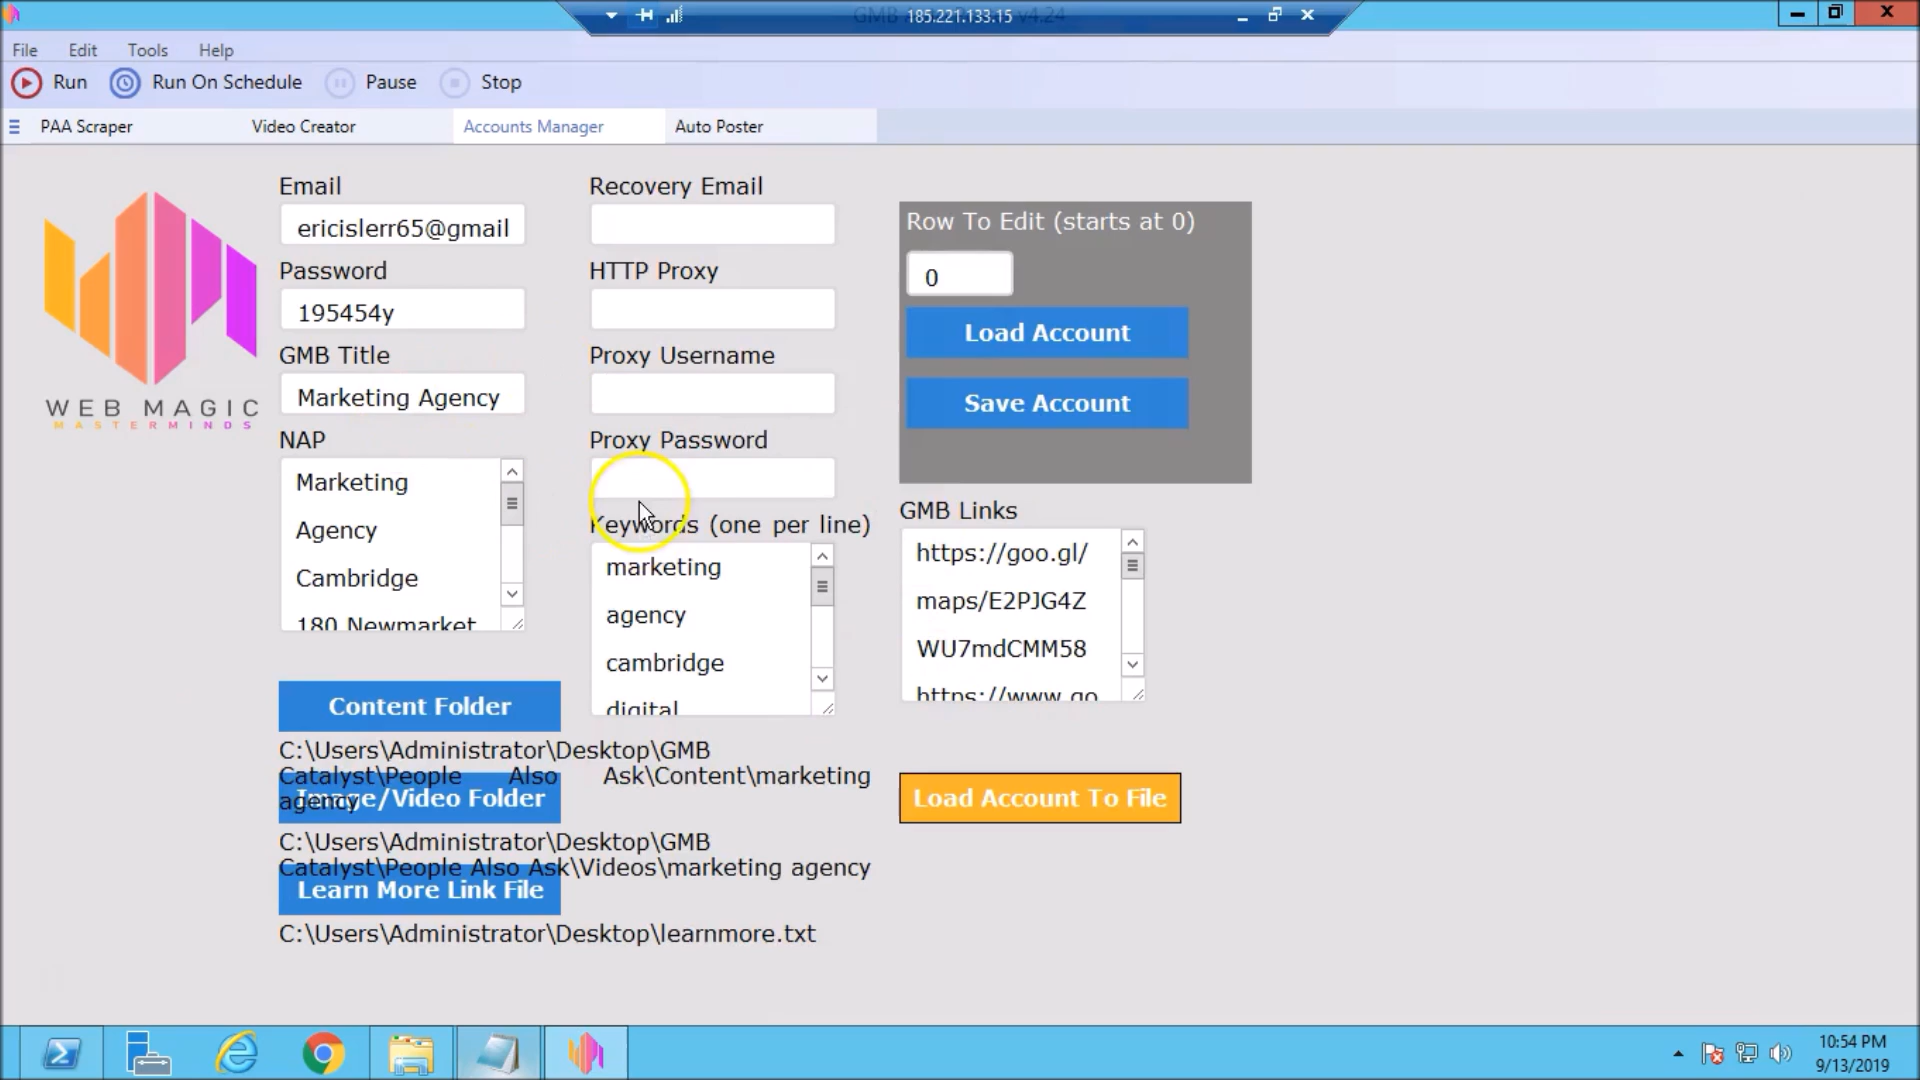 185.221.133.15
File Edit Tools Help
Run Run On Schedule Pause Stop
PAA Scraper Video Creator Accounts Manager Auto Poster
Email
ericislerr65@gmail
Password
195454y
GMB Title
Marketing Agency
NAP
Marketing
Agency
Cambridge
180 Newmarket
WEB MAGIC
MASTERMINDS
Recovery Email
HTTP Proxy
Proxy Username
Proxy Password
Keywords (one per line)
marketing
agency
cambridge
digital
Row To Edit (starts at 0)
0
Load Account
Save Account
GMB Links
https://goo.gl/
maps/E2PJG4Z
WU7mdCMM58
https://www.go
Content Folder
C:\Users\Administrator\Desktop\GMB
Catalyst\People Also Ask\Content\marketing
agency
Image/Video Folder
C:\Users\Administrator\Desktop\GMB
Catalyst\People Also Ask\Videos\marketing agency
Learn More Link File
C:\Users\Administrator\Desktop\learnmore.txt
Load Account To File
10:54 PM
9/13/2019